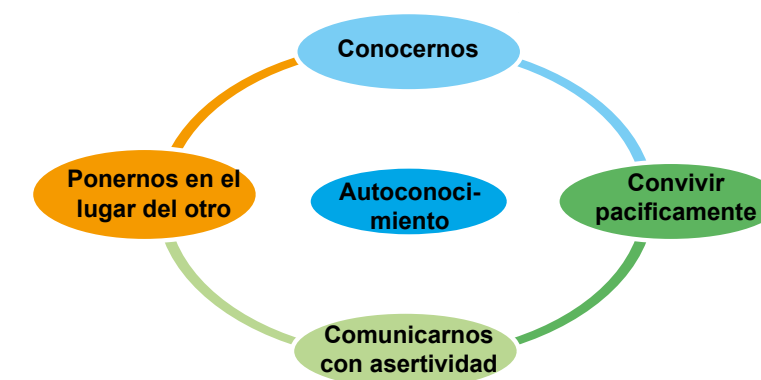 Conocernos
Ponernos en el
lugar del otro
Autoconoci-
miento
Convivir
pacificamente
Comunicarnos
con asertividad